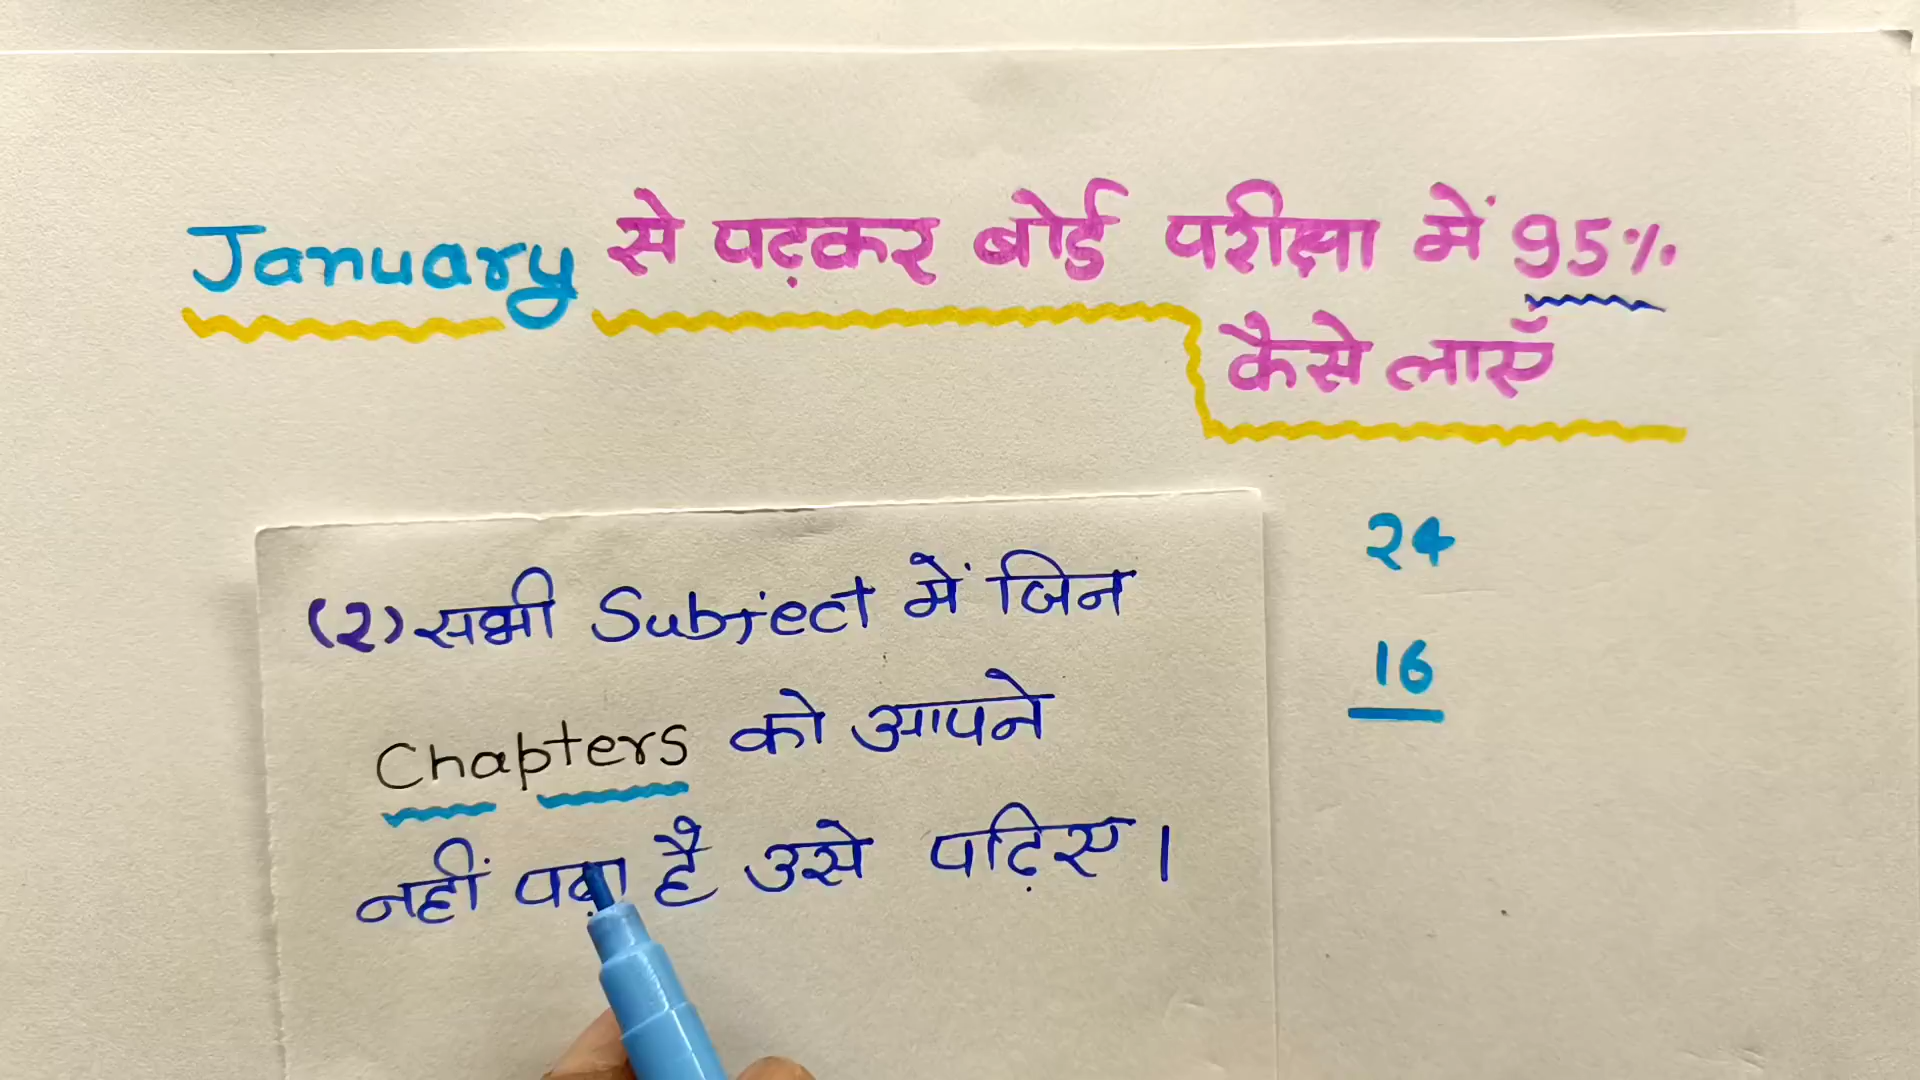 January से पढ़कर बोर्ड परीक्षा में 95%
कैसे लाएँ
24
16
(2) सभी Subject में जिन
Chapters को आपने
नहीं पढ़ा है उसे पढ़िए।